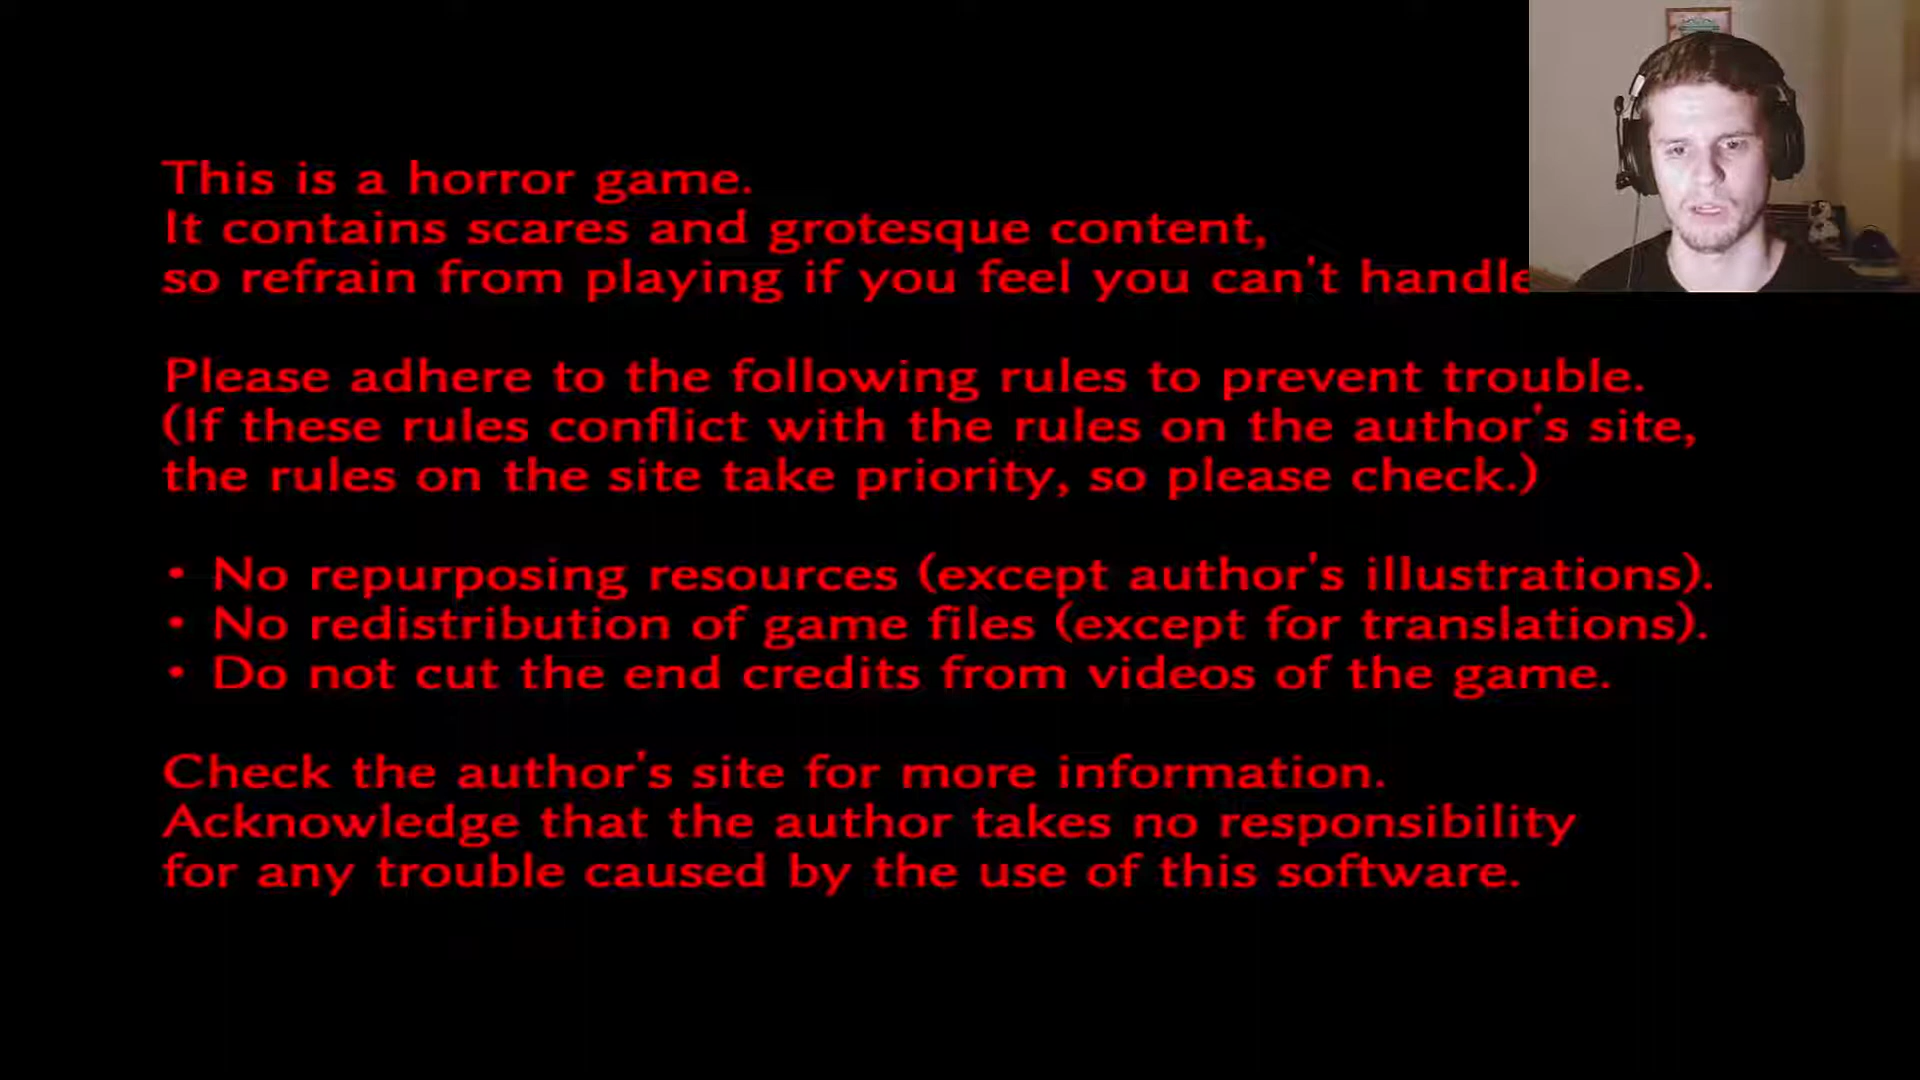 This is a horror game.
It contains scares and grotesque content,
so refrain from playing if you feel you can't handle
Please adhere to the following rules to prevent trouble.
(If these rules conflict with the rules on the author's site,
the rules on the site take priority, so please check.)
• No repurposing resources (except author's illustrations).
• No redistribution of game files (except for translations).
• Do not cut the end credits from videos of the game.
Check the author's site for more information.
Acknowledge that the author takes no responsibility
for any trouble caused by the use of this software.